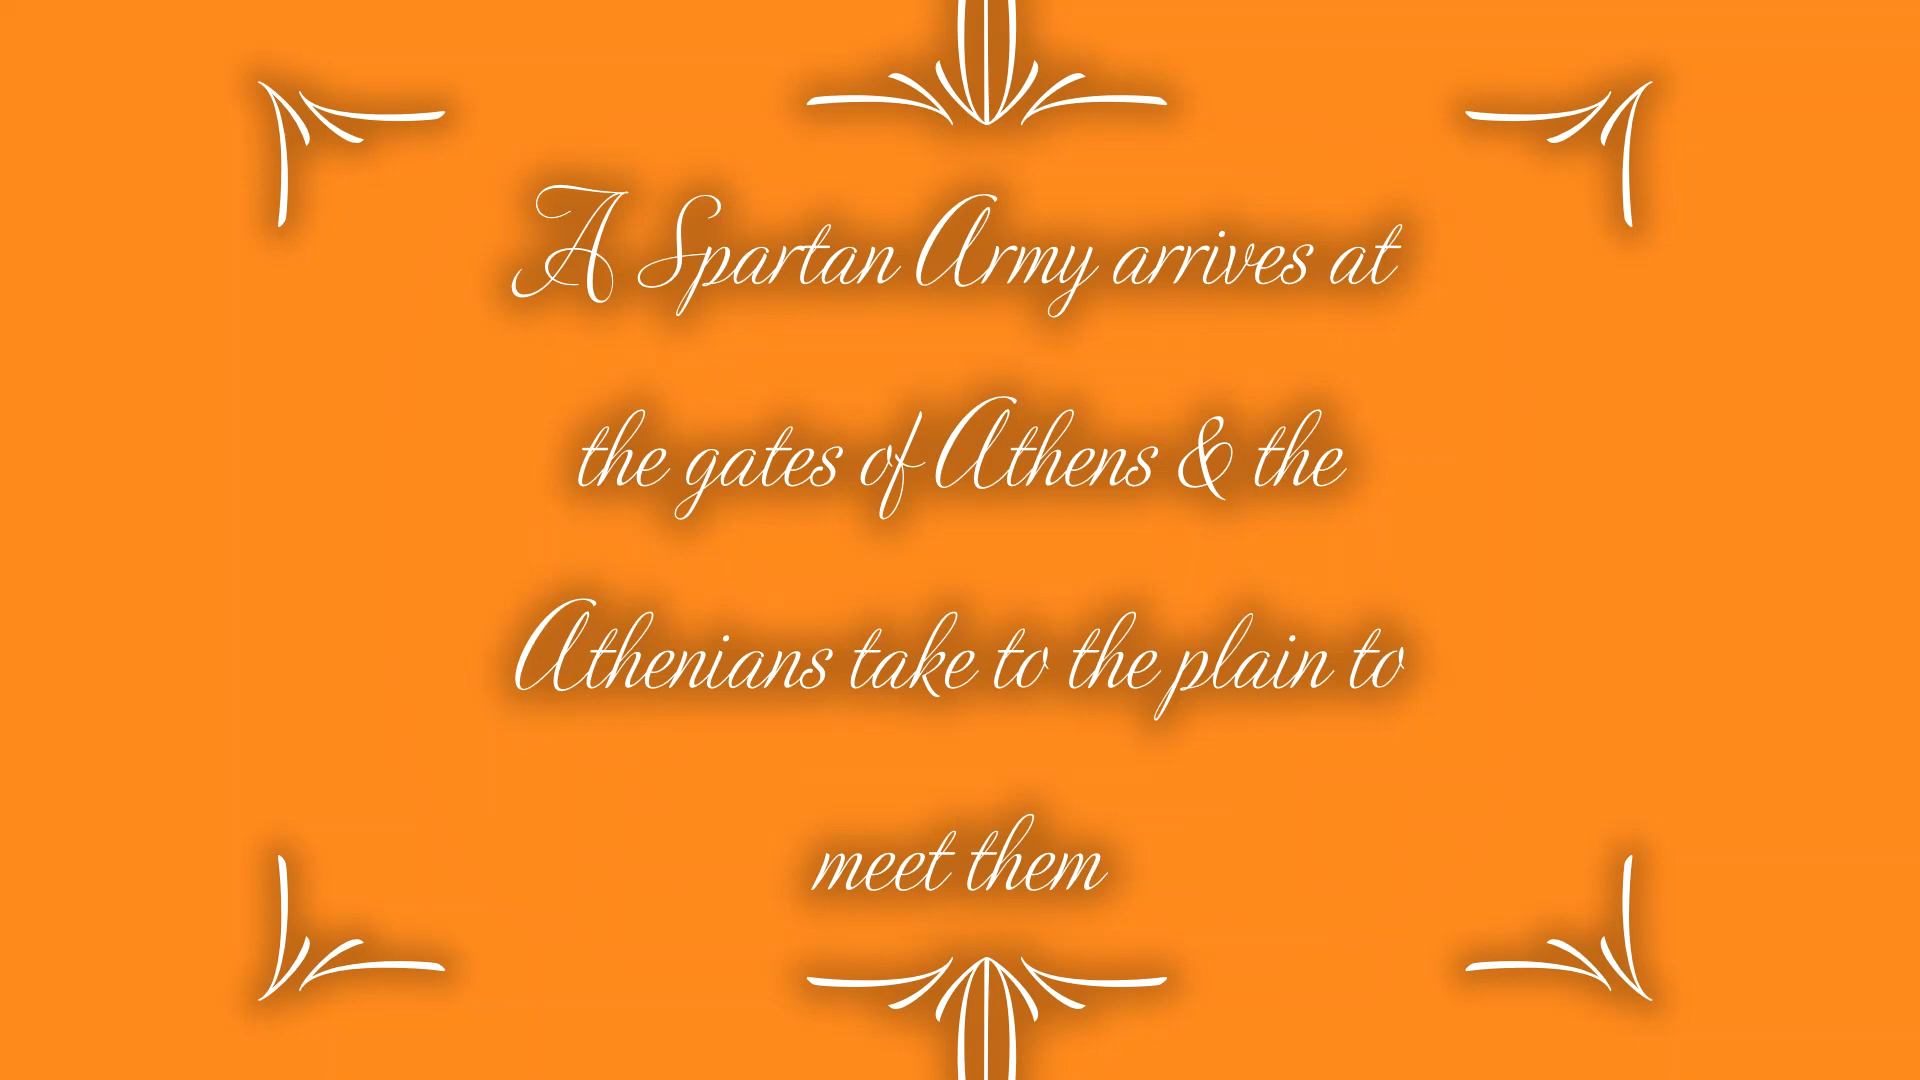 A Spartan Army arrives at
the gates of Athens & the
Athenians take to the plain to
meet them